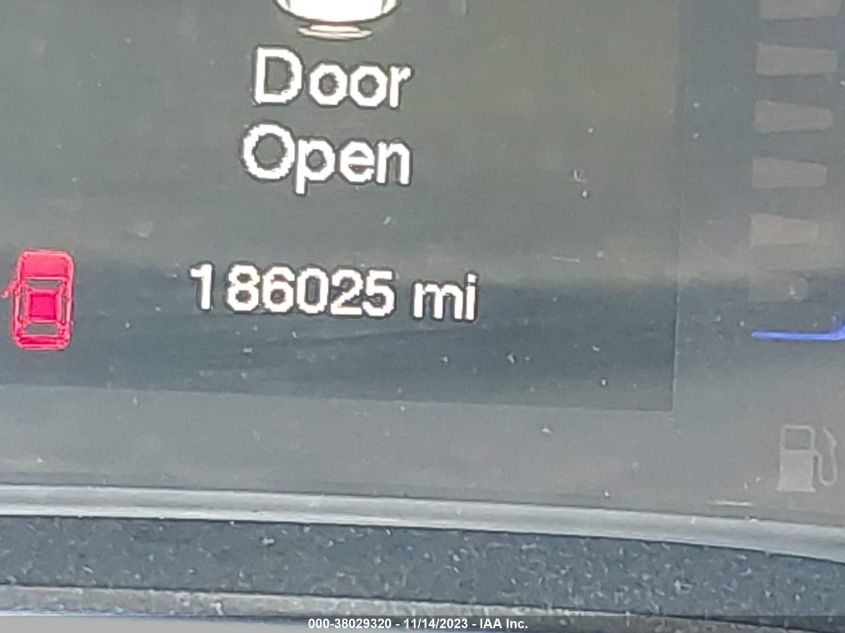 Door
Open
186025 mi
000-38029320 - 11/14/2023 - IAA Inc.